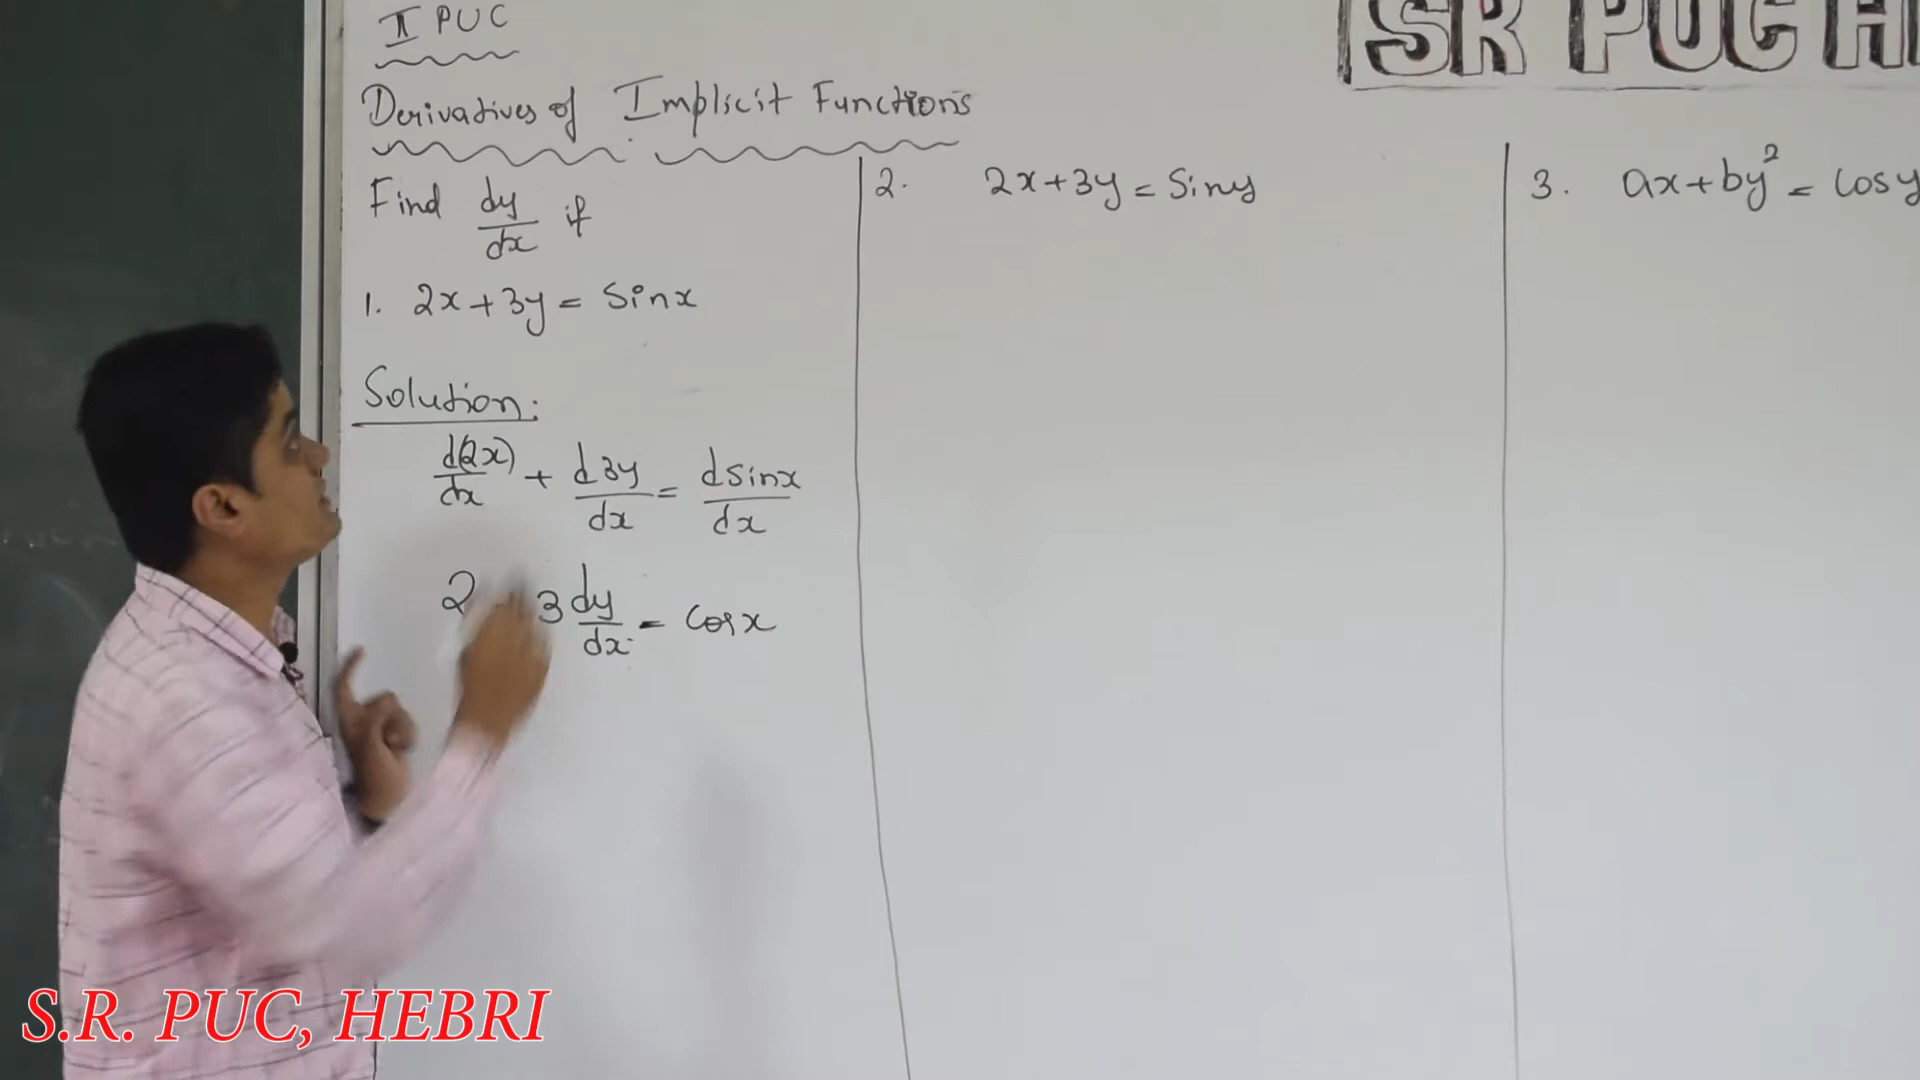 II PUC
SR PUC H
Derivatives of Implicit Functions
Find dy/dx if
1. 2x+3y = Sinx
Solution:
d(2x)/dx + d3y/dx = dsinx/dx
2 3 dy/dx = cosx
2. 2x+3y = Siny
3. ax+by² = Cosy
S.R. PUC, HEBRI